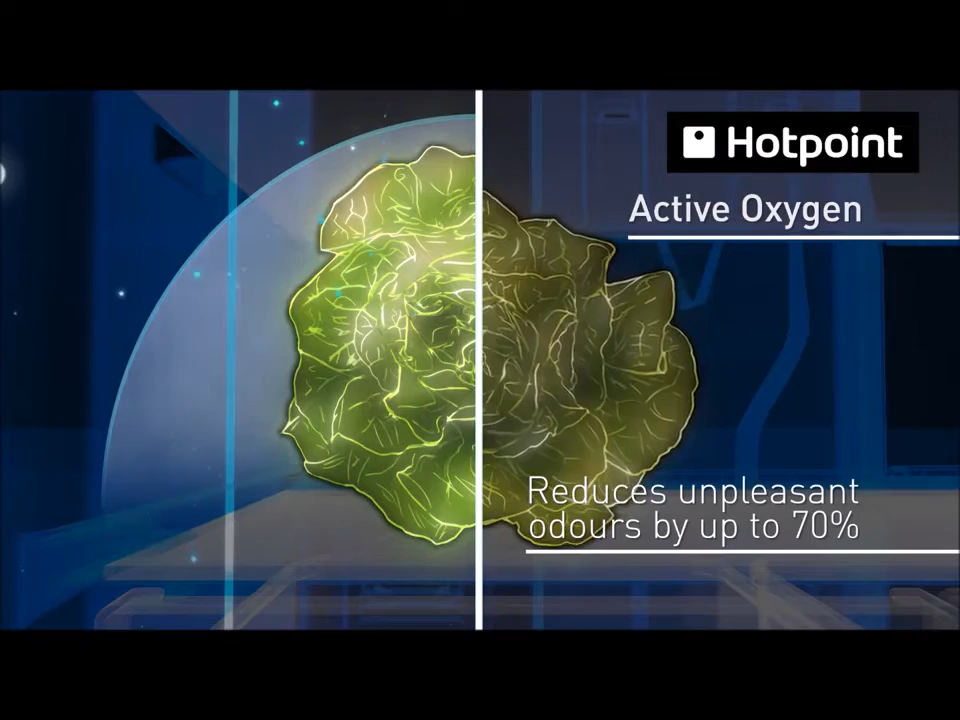 Hotpoint
Active Oxygen
Reduces unpleasant
odours by up to 70%